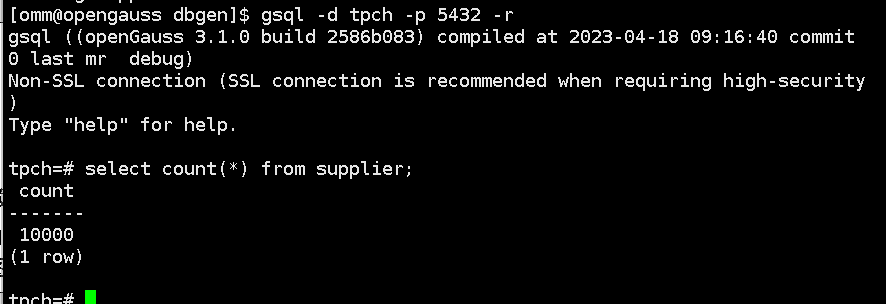 [omm@opengauss dbgen]$ gsql -d tpch -p 5432 -r
gsql ((openGauss 3.1.0 build 2586b083) compiled at 2023-04-18 09:16:40 commit
0 last mr  debug)
Non-SSL connection (SSL connection is recommended when requiring high-security
)
Type "help" for help.

tpch=# select count(*) from supplier;
 count
-------
 10000
(1 row)

tpch=#